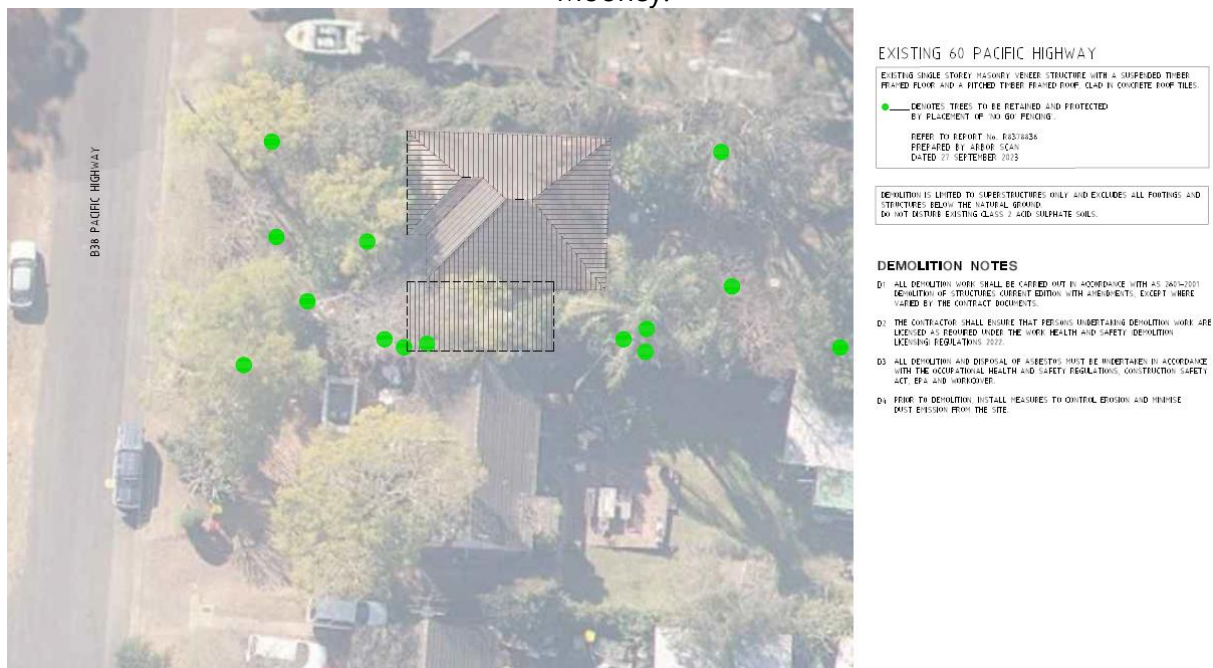 Mooney.
B3B PACIFIC HIGHWAY
EXISTING 60 PACIFIC HIGHWAY
EXISTING SINGLE STOREY MASONRY VENEER STRUCTURE WITH A SUSPENDED TIMBER
FRAMED FLOOR AND A PITCHED TIMBER FRAMED ROOF, CLAD IN CONCRETE ROOF TILES.
DENOTES TREES TO BE RETAINED AND PROTECTED
BY PLACEMENT OF 'NO GO' FENCING'.
REFER TO REPORT No. R8378836
PREPARED BY ARBOR SCAN
DATED 27 SEPTEMBER 2023
DEMOLITION IS LIMITED TO SUPERSTRUCTURES ONLY AND EXCLUDES ALL FOOTINGS AND
STRUCTURES BELOW THE NATURAL GROUND.
DO NOT DISTURB EXISTING CLASS 2 ACID SULPHATE SOILS.
DEMOLITION NOTES
D1 ALL DEMOLITION WORK SHALL BE CARRIED OUT IN ACCORDANCE WITH AS 2601-2001
DEMOLITION OF STRUCTURES CURRENT EDITION WITH AMENDMENTS, EXCEPT WHERE
VARIED BY THE CONTRACT DOCUMENTS.
D2 THE CONTRACTOR SHALL ENSURE THAT PERSONS UNDERTAKING DEMOLITION WORK ARE
LICENSED AS REQUIRED UNDER THE WORK HEALTH AND SAFETY (DEMOLITION
LICENSING) REGULATIONS 2022.
D3 ALL DEMOLITION AND DISPOSAL OF ASBESTOS MUST BE UNDERTAKEN IN ACCORDANCE
WITH THE OCCUPATIONAL HEALTH AND SAFETY REGULATIONS, CONSTRUCTION SAFETY
ACT, EPA AND WORKCOVER.
D4 PRIOR TO DEMOLITION, INSTALL MEASURES TO CONTROL EROSION AND MINIMISE
DUST EMISSION FROM THE SITE.